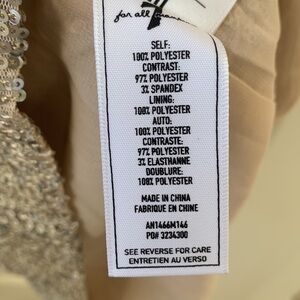 for all
SELF:
100% POLYESTER
CONTRAST:
97% POLYESTER
3% SPANDEX
LINING:
100% POLYESTER
AUTO:
100% POLYESTER
CONTRASTE:
97% POLYESTER
3% ELASTHANNE
DOUBLURE:
100% POLYESTER
MADE IN CHINA
FABRIQUE EN CHINE
AN1466M146
PO# 3234300
SEE REVERSE FOR CARE
ENTRETIEN AU VERSO